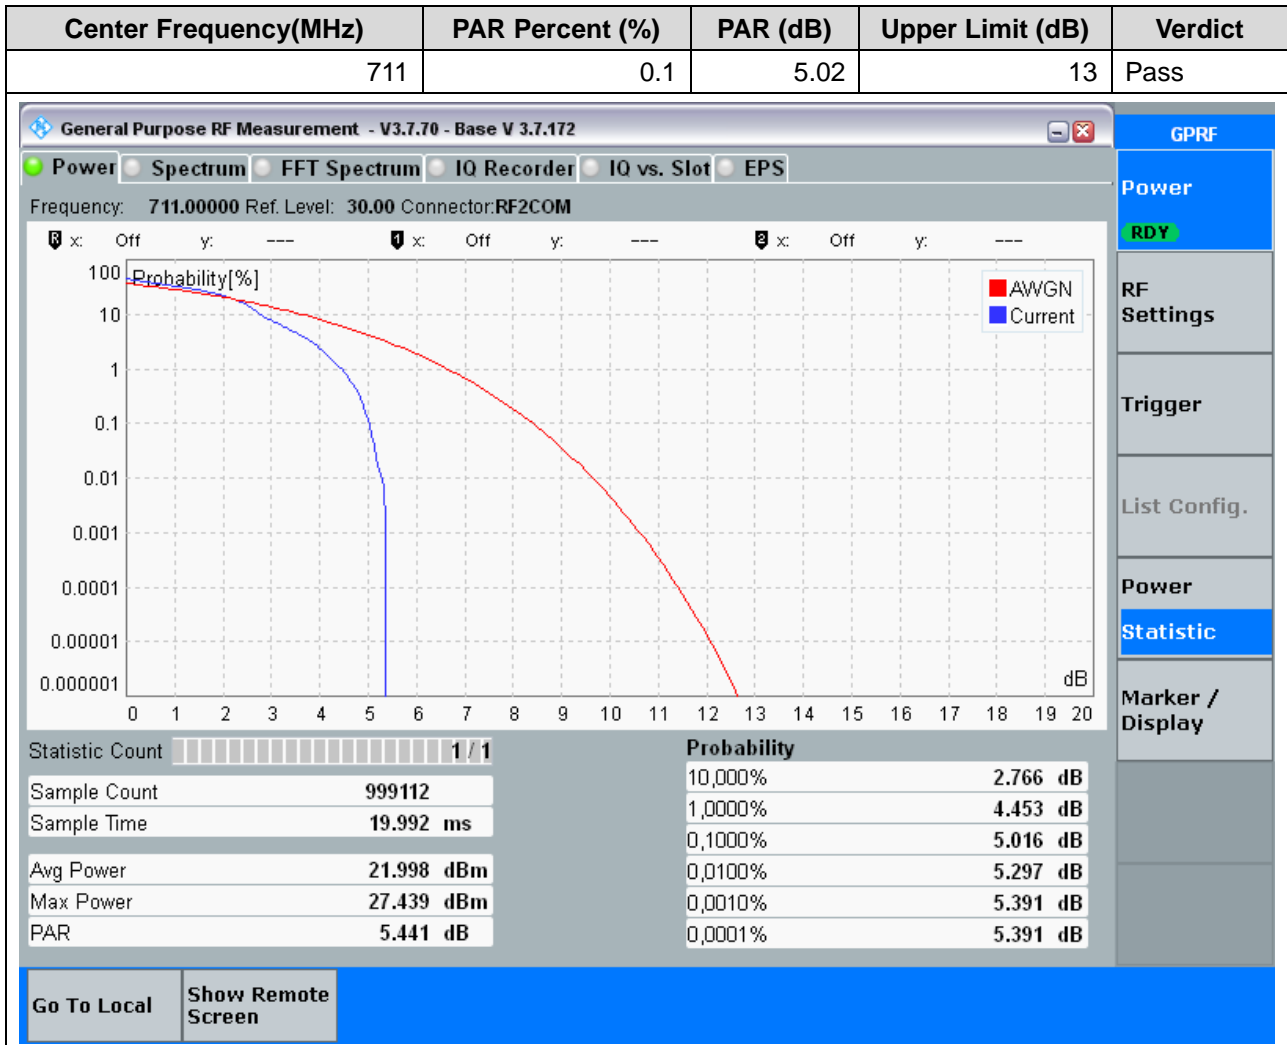 Center Frequency(MHz) PAR Percent (%) PAR (dB) Upper Limit (dB) Verdict
711 0.1 5.02 13 Pass
General Purpose RF Measurement - V3.7.70 - Base V 3.7.172
GPRF
Power Spectrum FFT Spectrum IQ Recorder IQ vs. Slot EPS
Power
RDY
Frequency: 711.00000 Ref. Level: 30.00 Connector:RF2COM
R x: Off y: --- 1 x: Off y: --- 2 x: Off y: ---
Probability[%]
AWGN
Current
100
10
1
0.1
0.01
0.001
0.0001
0.00001
0.000001
dB
0 1 2 3 4 5 6 7 8 9 10 11 12 13 14 15 16 17 18 19 20
RF
Settings
Trigger
List Config.
Power
Statistic
Marker /
Display
Statistic Count 1 / 1
Sample Count 999112
Sample Time 19.992 ms
Avg Power 21.998 dBm
Max Power 27.439 dBm
PAR 5.441 dB
Probability
10,000% 2.766 dB
1,0000% 4.453 dB
0,1000% 5.016 dB
0,0100% 5.297 dB
0,0010% 5.391 dB
0,0001% 5.391 dB
Go To Local
Show Remote
Screen